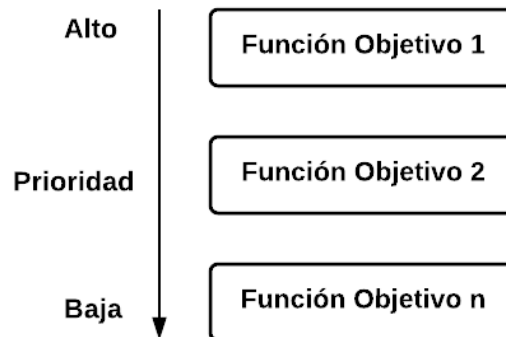 Alto
Función Objetivo 1
Prioridad
Función Objetivo 2
Baja
Función Objetivo n